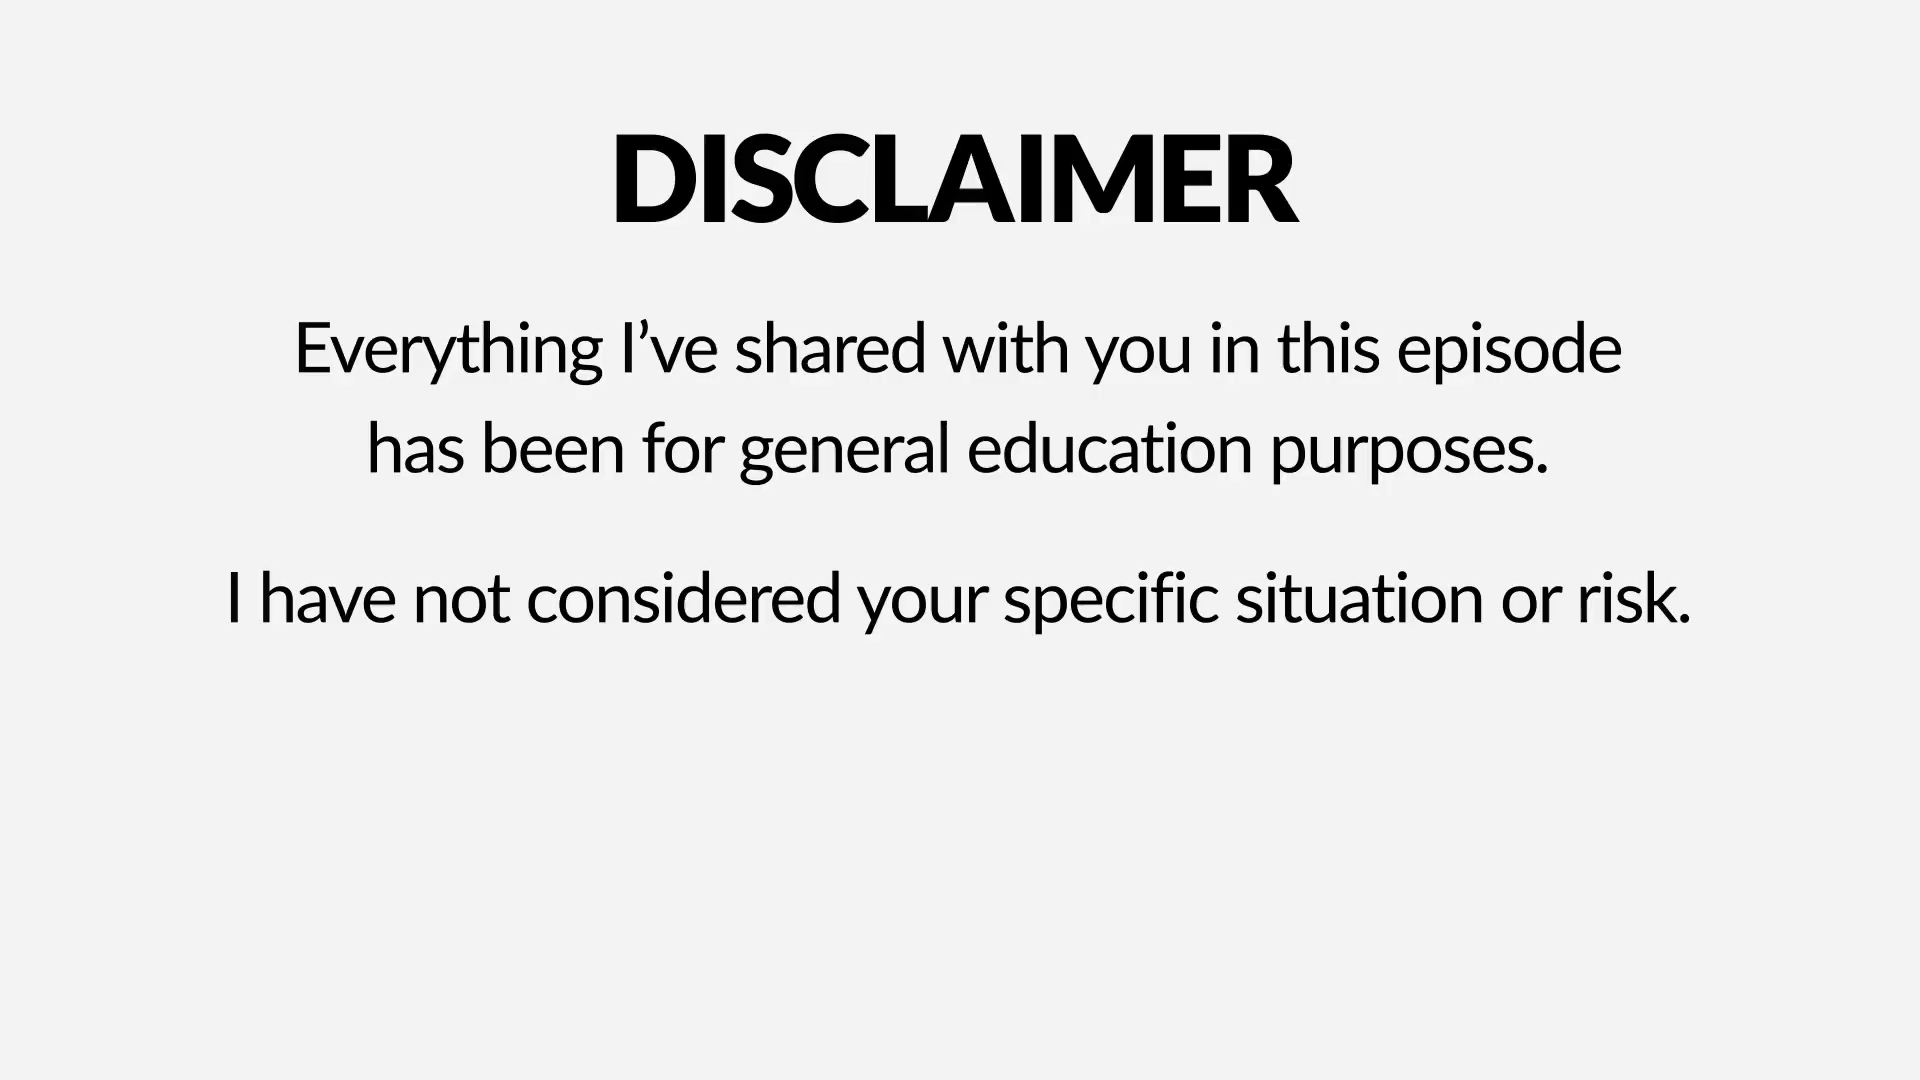 DISCLAIMER
Everything I’ve shared with you in this episode
has been for general education purposes.
I have not considered your specific situation or risk.